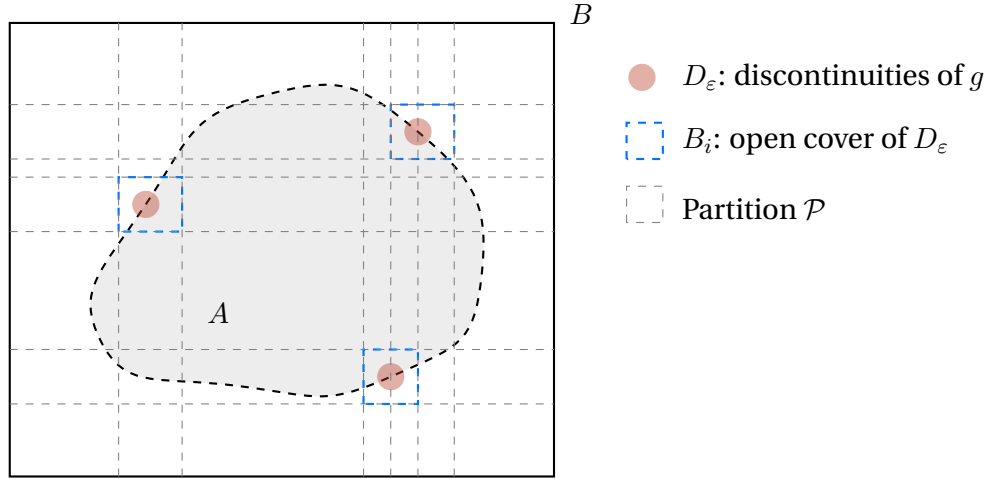 B
D_ε: discontinuities of g
B_i: open cover of D_ε
Partition 𝒫
A